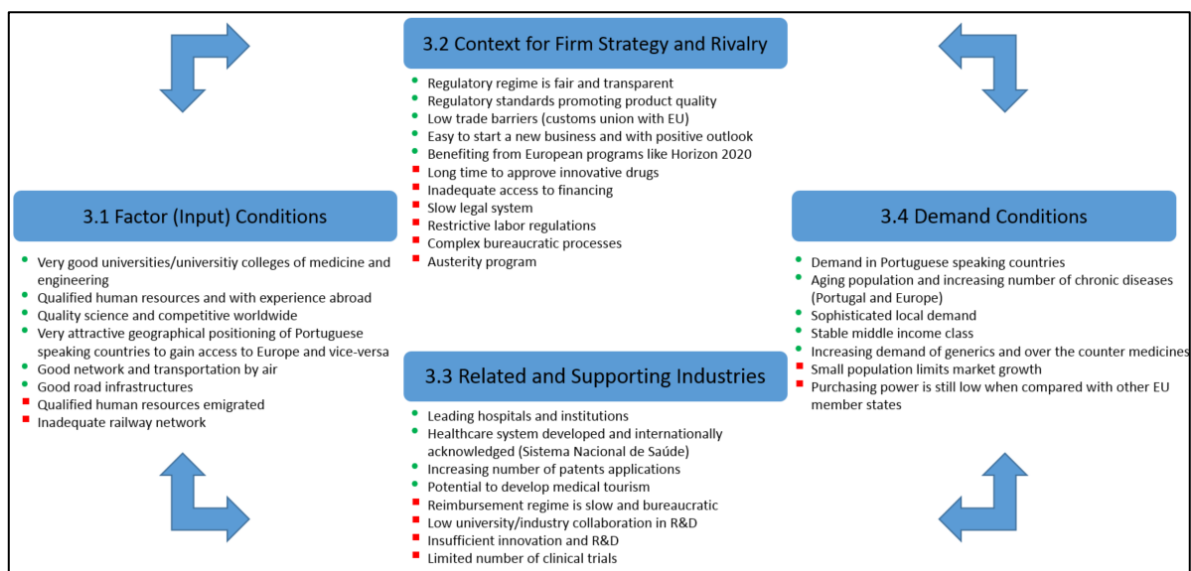 3.2 Context for Firm Strategy and Rivalry
Regulatory regime is fair and transparent
Regulatory standards promoting product quality
Low trade barriers (customs union with EU)
Easy to start a new business and with positive outlook
Benefiting from European programs like Horizon 2020
Long time to approve innovative drugs
Inadequate access to financing
Slow legal system
Restrictive labor regulations
Complex bureaucratic processes
Austerity program
3.1 Factor (Input) Conditions
Very good universities/universitiy colleges of medicine and
engineering
Qualified human resources and with experience abroad
Quality science and competitive worldwide
Very attractive geographical positioning of Portuguese
speaking countries to gain access to Europe and vice-versa
Good network and transportation by air
Good road infrastructures
Qualified human resources emigrated
Inadequate railway network
3.4 Demand Conditions
Demand in Portuguese speaking countries
Aging population and increasing number of chronic diseases
(Portugal and Europe)
Sophisticated local demand
Stable middle income class
Increasing demand of generics and over the counter medicines
Small population limits market growth
Purchasing power is still low when compared with other EU
member states
3.3 Related and Supporting Industries
Leading hospitals and institutions
Healthcare system developed and internationally
acknowledged (Sistema Nacional de Saúde)
Increasing number of patents applications
Potential to develop medical tourism
Reimbursement regime is slow and bureaucratic
Low university/industry collaboration in R&D
Insufficient innovation and R&D
Limited number of clinical trials